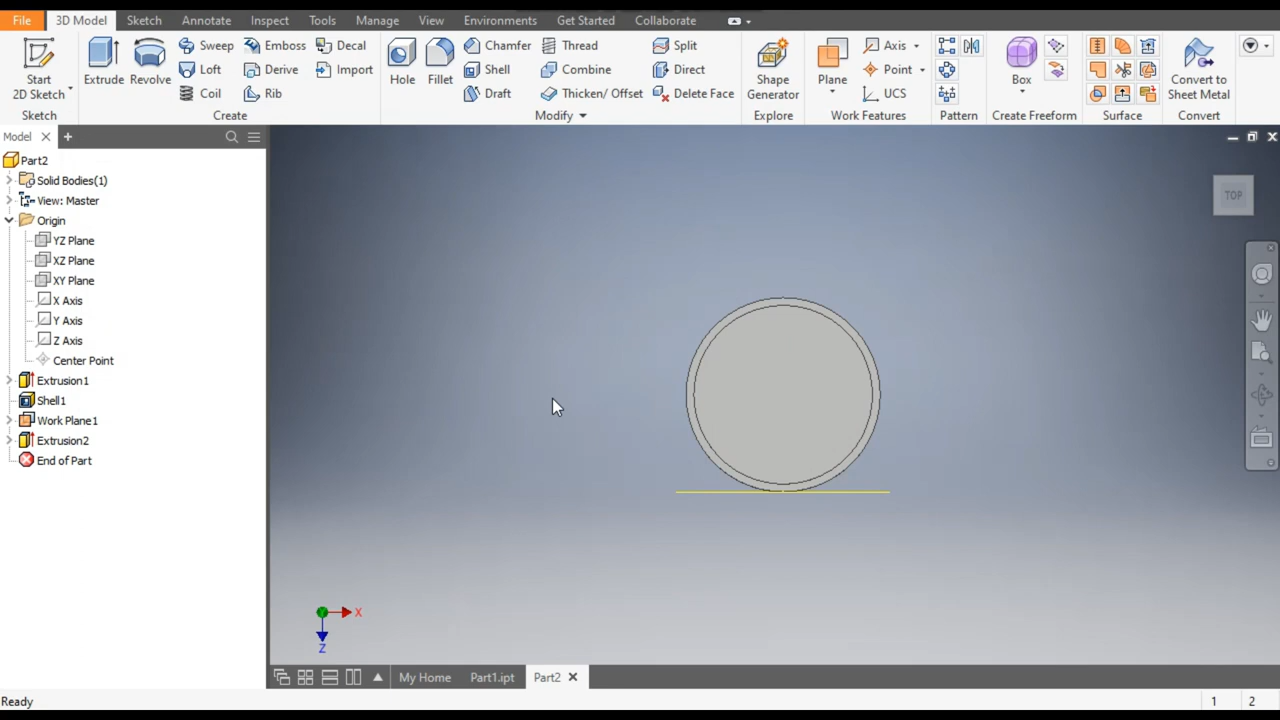 File 3D Model Sketch Annotate Inspect Tools Manage View Environments Get Started Collaborate
Start
2D Sketch
Extrude
Revolve
Sweep
Loft
Coil
Emboss
Derive
Rib
Decal
Import
Hole
Fillet
Chamfer
Shell
Draft
Thread
Combine
Thicken/ Offset
Split
Direct
Delete Face
Shape
Generator
Plane
Axis
Point
UCS
Box
Convert to
Sheet Metal
Sketch Create Modify Explore Work Features Pattern Create Freeform Surface Convert
Model
Part2
Solid Bodies(1)
View: Master
Origin
YZ Plane
XZ Plane
XY Plane
X Axis
Y Axis
Z Axis
Center Point
Extrusion1
Shell1
Work Plane1
Extrusion2
End of Part
TOP
X
Z
My Home Part1.ipt Part2
Ready 1 2